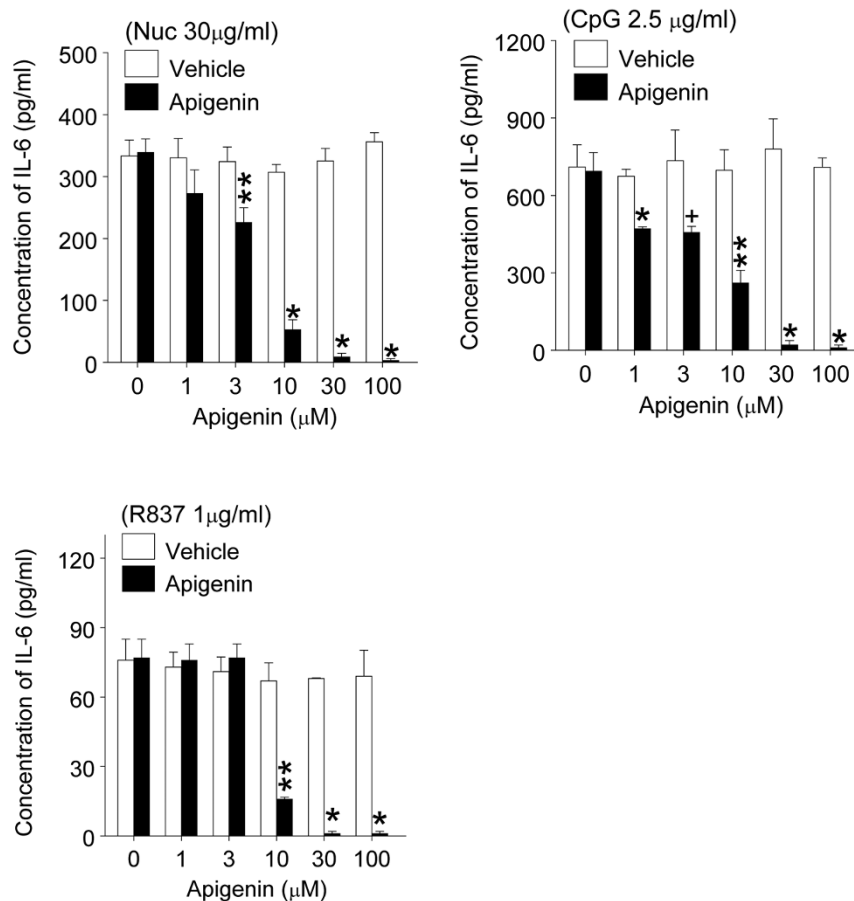 (Nuc 30μg/ml)
Concentration of IL-6 (pg/ml)
500
400
300
200
100
0
Vehicle
Apigenin
**
*
*
*
0 1 3 10 30 100
Apigenin (μM)
(CpG 2.5 μg/ml)
Concentration of IL-6 (pg/ml)
1200
900
600
300
0
Vehicle
Apigenin
*
+
**
*
*
0 1 3 10 30 100
Apigenin (μM)
(R837 1μg/ml)
Concentration of IL-6 (pg/ml)
120
90
60
30
0
Vehicle
Apigenin
**
*
*
0 1 3 10 30 100
Apigenin (μM)